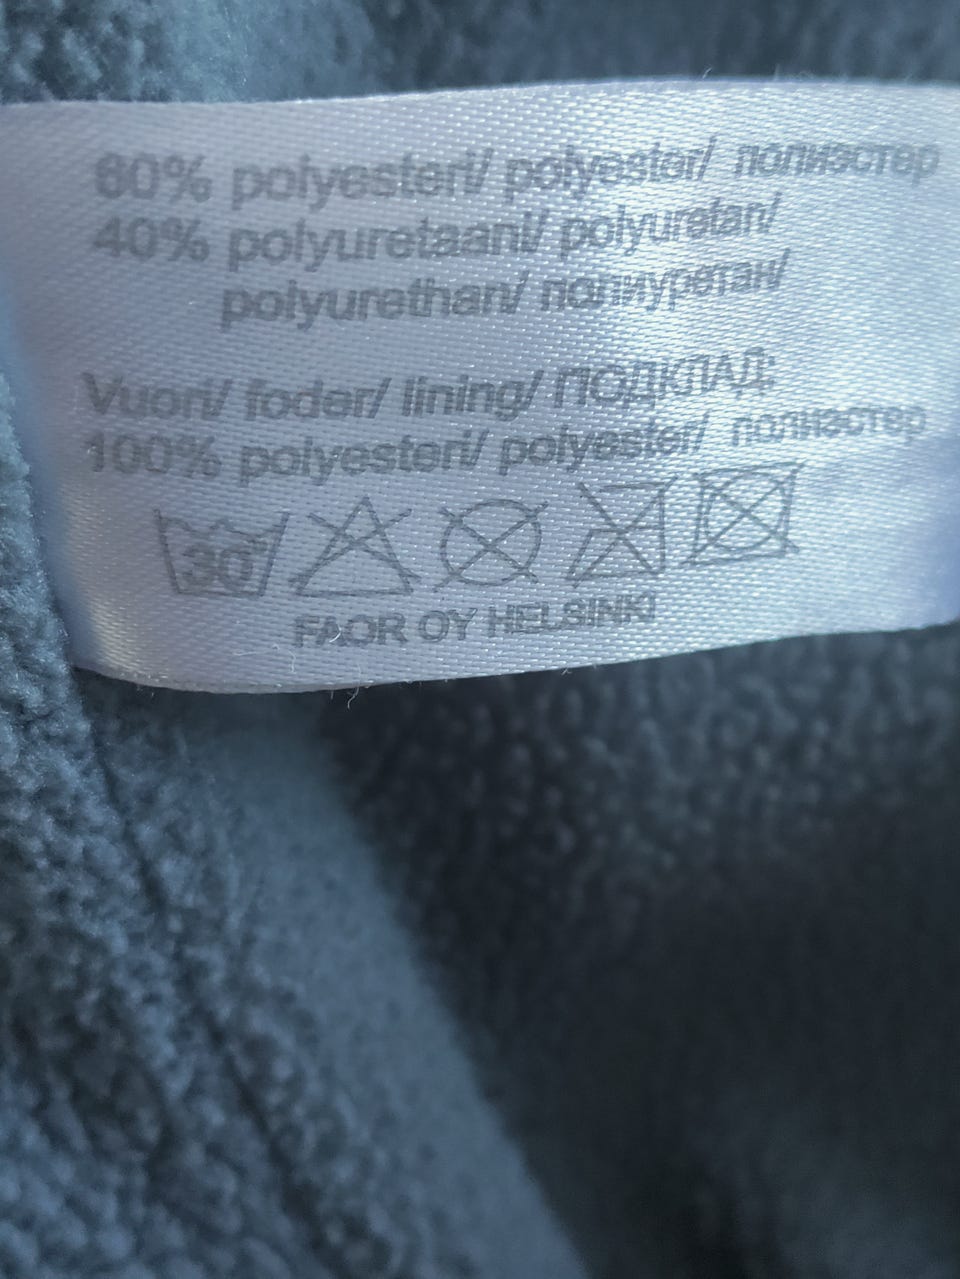 60% polyesteri/ polyester/ полиэстер
40% polyuretaani/ polyuretan/
polyurethan/ полиуретан/
Vuori/ foder/ lining/ ПОДКЛАД:
100% polyesteri/ polyester/ полиэстер
30°
FAOR OY HELSINKI